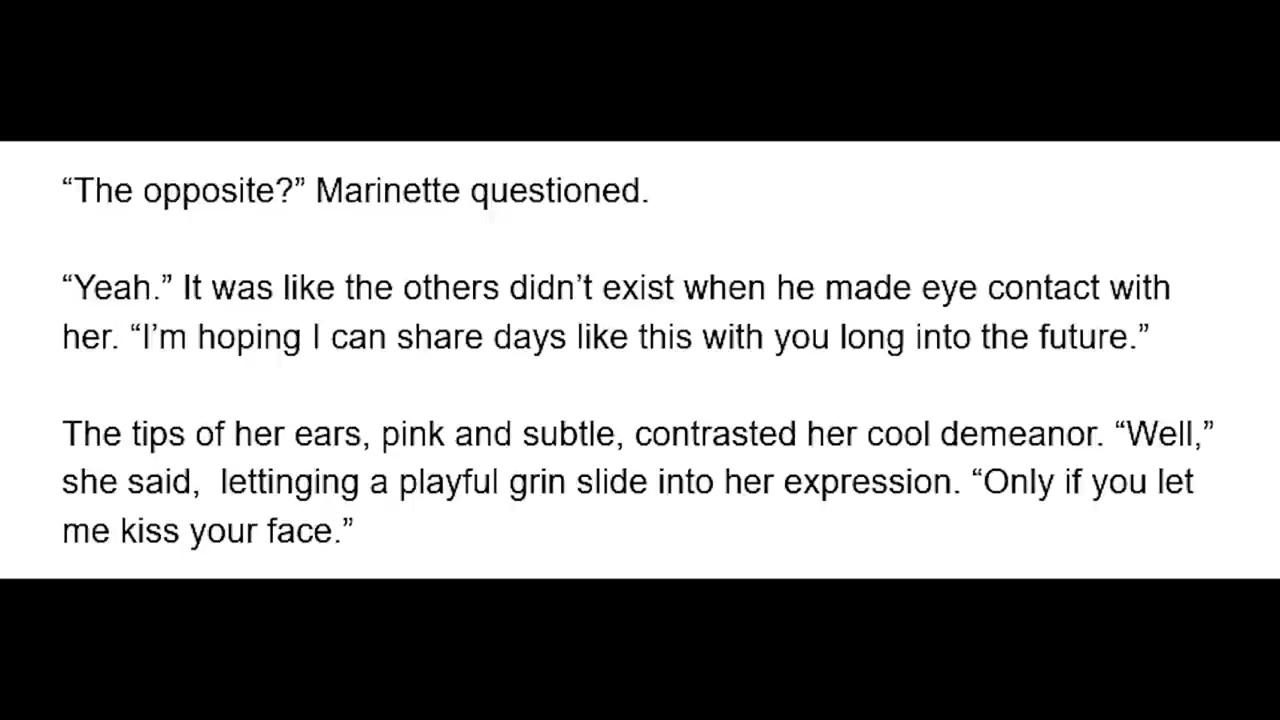 “The opposite?” Marinette questioned.
“Yeah.” It was like the others didn’t exist when he made eye contact with
her. “I’m hoping I can share days like this with you long into the future.”
The tips of her ears, pink and subtle, contrasted her cool demeanor. “Well,”
she said,  lettinging a playful grin slide into her expression. “Only if you let
me kiss your face.”